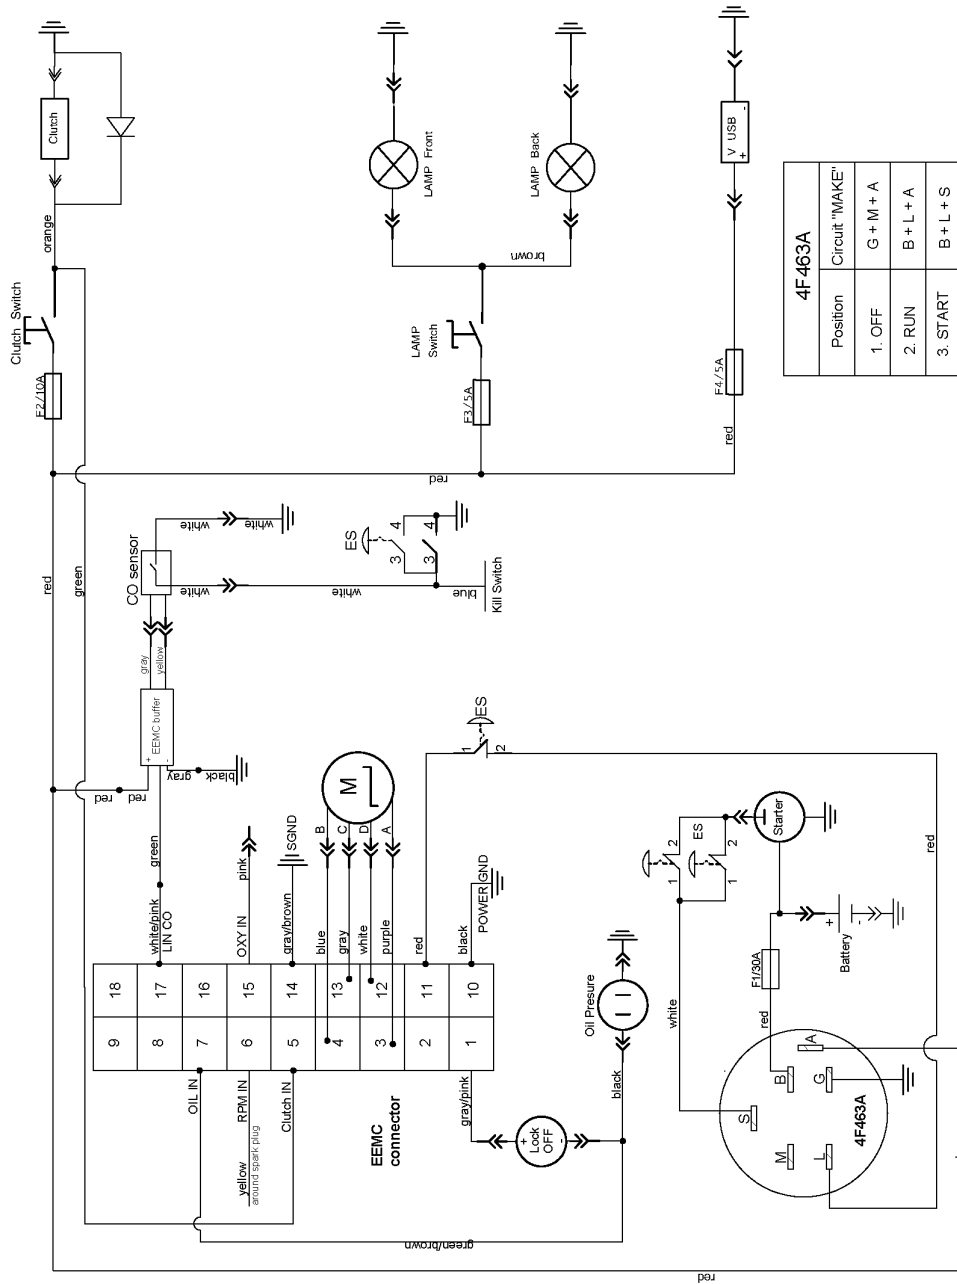 Clutch
orange
Clutch Switch
F2/10A
red
green
LAMP Front
LAMP Back
brown
LAMP
Switch
F3/5A
red
V USB
+ -
F4/5A
red
4F463A
Position Circuit "MAKE"
1. OFF G + M + A
2. RUN B + L + A
3. START B + L + S
CO sensor
white
white
white
white
ES
3 4
3 4
blue
Kill Switch
gray
yellow
EEMC buffer
+ -
red
red
gray
black
green
white/pink
LIN CO
pink
OXY IN
SGND
gray/brown
M
B
C
D
A
blue
gray
white
purple
red
black
POWER GND
ES
1 2
18 17 16 15 14 13 12 11 10
9 8 7 6 5 4 3 2 1
OIL IN
RPM IN
yellow
around spark plug
Clutch IN
gray/pink
EEMC
connector
+ Lock OFF -
green/brown
Oil Presure
black
white
ES
1 2
1 2
Starter
Battery
+ -
F1/30A
red
red
S
B
A
M
L
G
4F463A
red